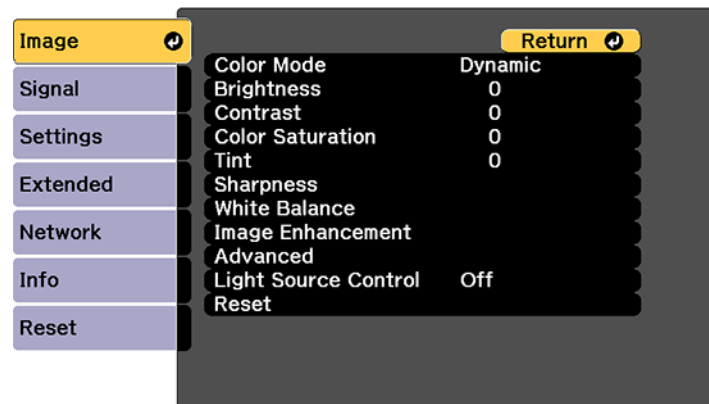 Image
Signal
Settings
Extended
Network
Info
Reset
Return
Color Mode Dynamic
Brightness 0
Contrast 0
Color Saturation 0
Tint 0
Sharpness
White Balance
Image Enhancement
Advanced
Light Source Control Off
Reset